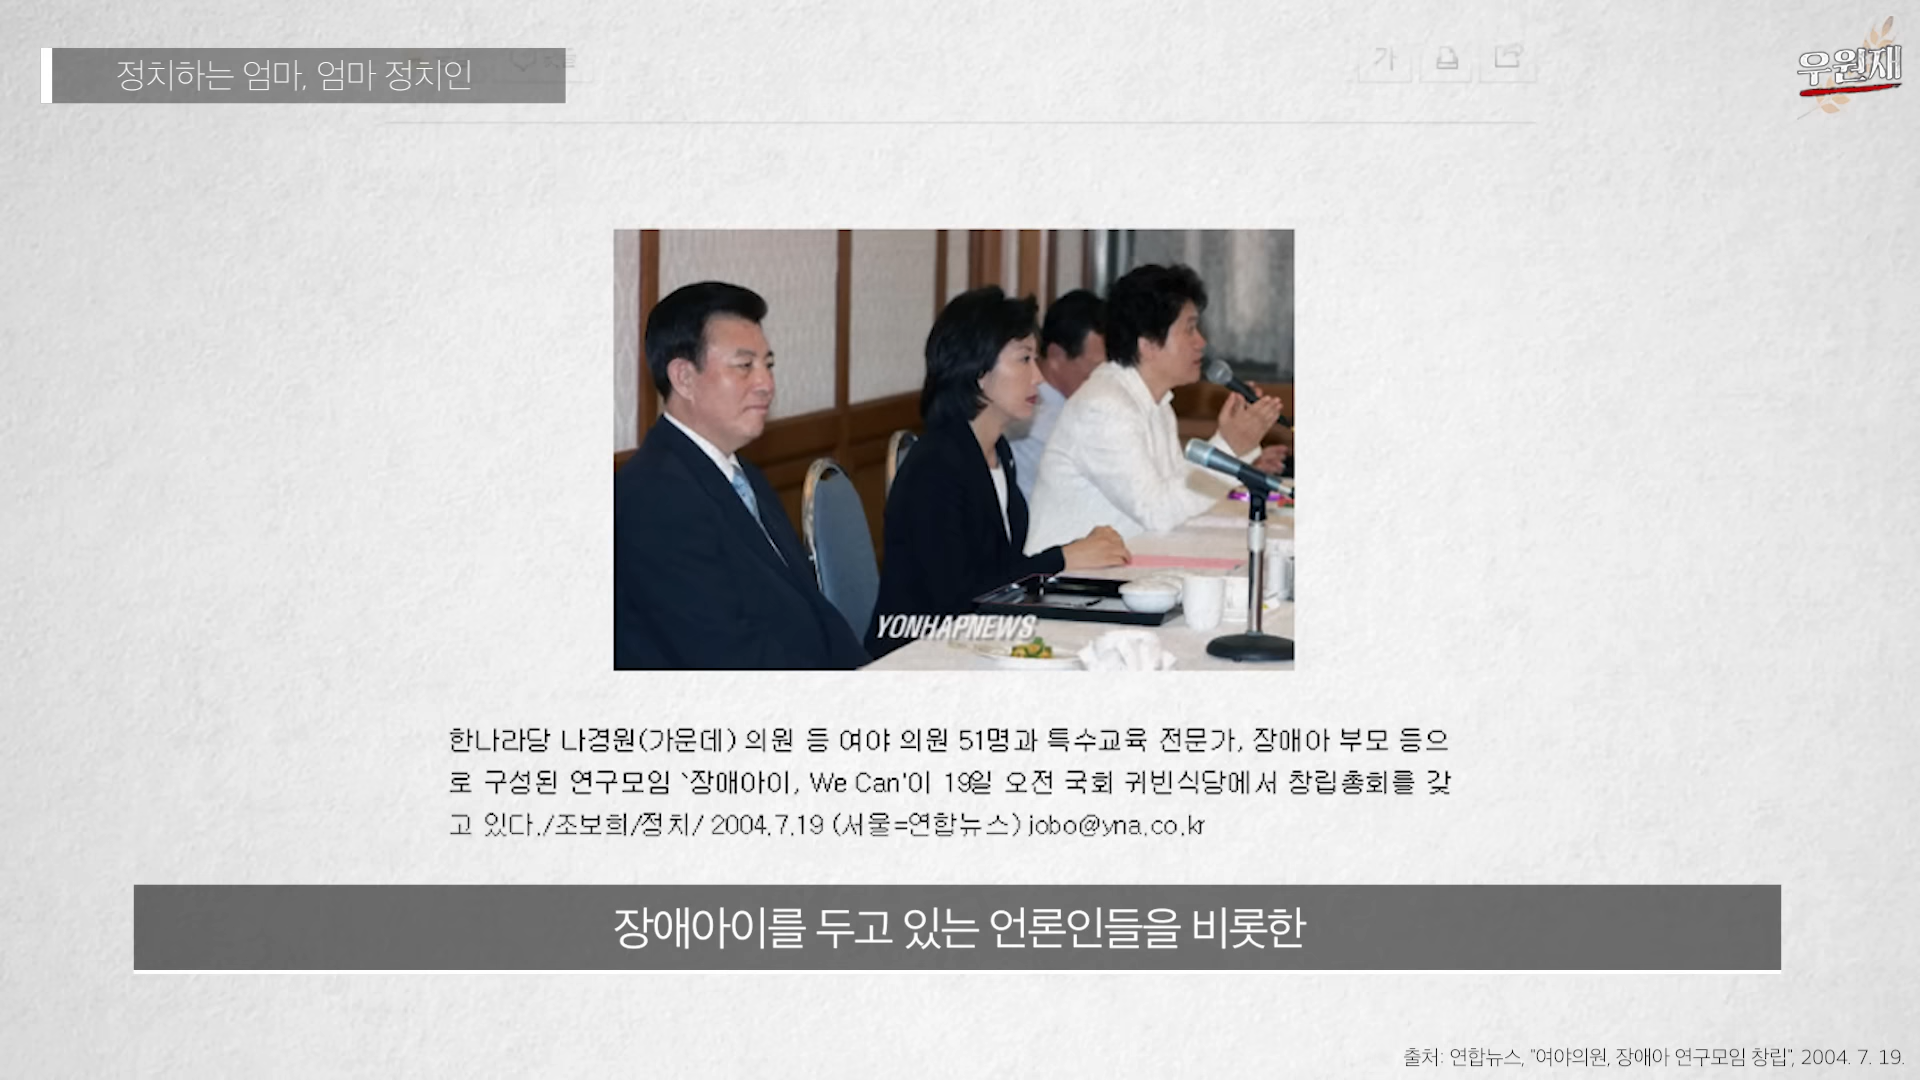 정치하는 엄마, 엄마 정치인
가
우원재
YONHAPNEWS
한나라당 나경원(가운데) 의원 등 여야 의원 51명과 특수교육 전문가, 장애아 부모 등으
로 구성된 연구모임 `장애아이, We Can'이 19일 오전 국회 귀빈식당에서 창립총회를 갖
고 있다./조보희/정치/ 2004.7.19 (서울=연합뉴스) jobo@yna.co.kr
장애아이를 두고 있는 언론인들을 비롯한
출처: 연합뉴스, "여야의원, 장애아 연구모임 창립", 2004. 7. 19.